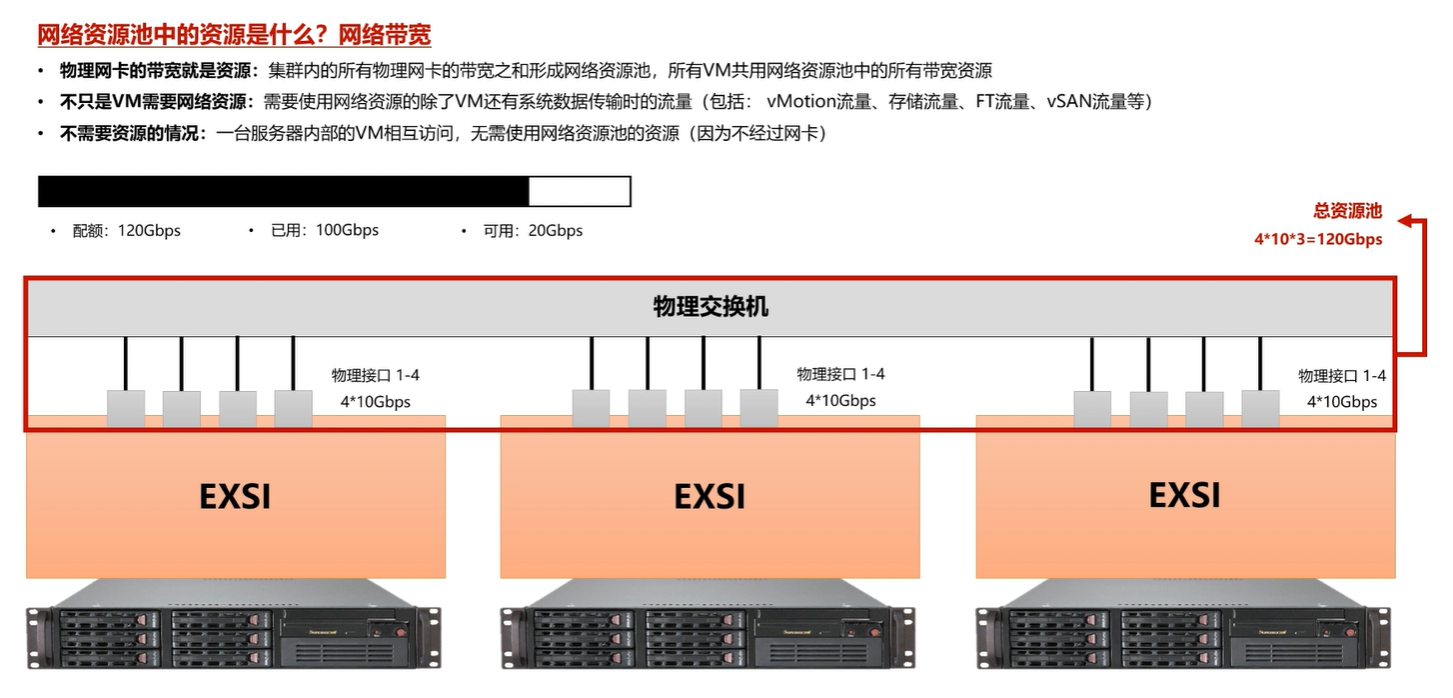 网络资源池中的资源是什么？网络带宽
• 物理网卡的带宽就是资源：集群内的所有物理网卡的带宽之和形成网络资源池，所有VM共用网络资源池中的所有带宽资源
• 不只是VM需要网络资源：需要使用网络资源的除了VM还有系统数据传输时的流量（包括： vMotion流量、存储流量、FT流量、vSAN流量等）
• 不需要资源的情况：一台服务器内部的VM相互访问，无需使用网络资源池的资源（因为不经过网卡）
• 配额：120Gbps
• 已用：100Gbps
• 可用：20Gbps
总资源池
4*10*3=120Gbps
物理交换机
物理接口 1-4
4*10Gbps
物理接口 1-4
4*10Gbps
物理接口 1-4
4*10Gbps
EXSI
EXSI
EXSI